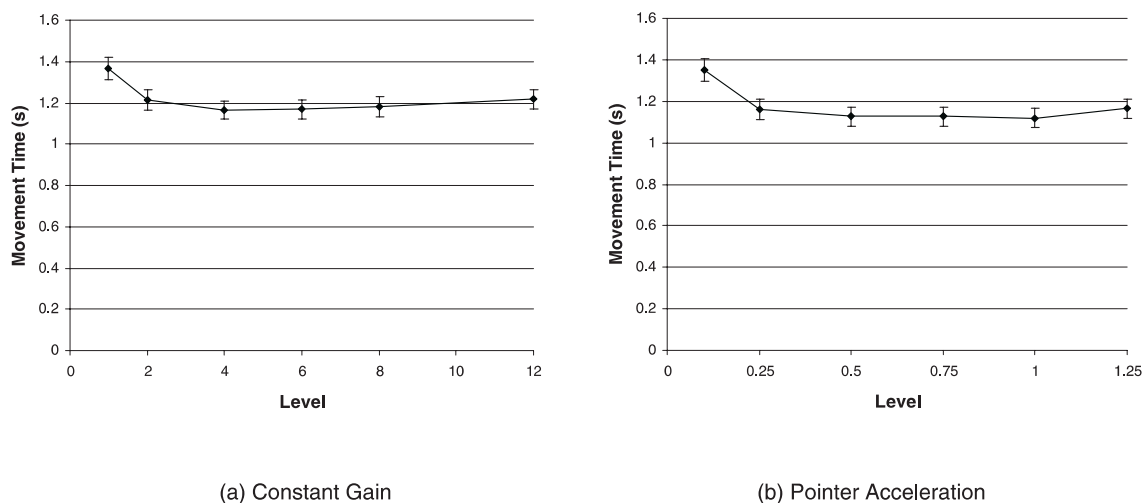 1.6
1.4
1.2
1
0.8
0.6
0.4
0.2
0
Movement Time (s)
0 2 4 6 8 10 12
Level
(a) Constant Gain
1.6
1.4
1.2
1
0.8
0.6
0.4
0.2
0
Movement Time (s)
0 0.25 0.5 0.75 1 1.25
Level
(b) Pointer Acceleration